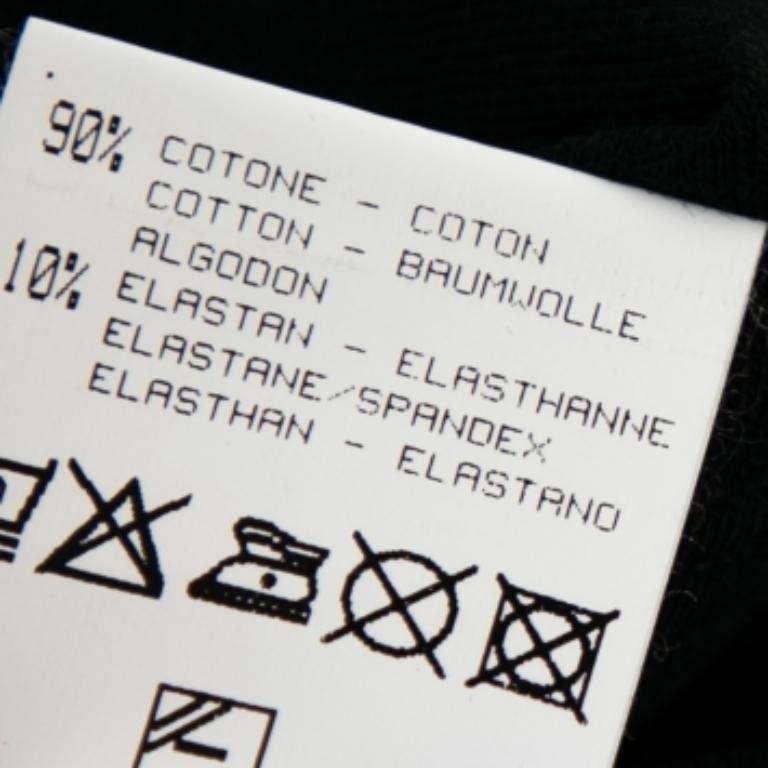 90% COTONE - COTON
COTTON - BAUMWOLLE
ALGODON
10% ELASTAN - ELASTHANNE
ELASTANE/SPANDEX
ELASTHAN - ELASTANO